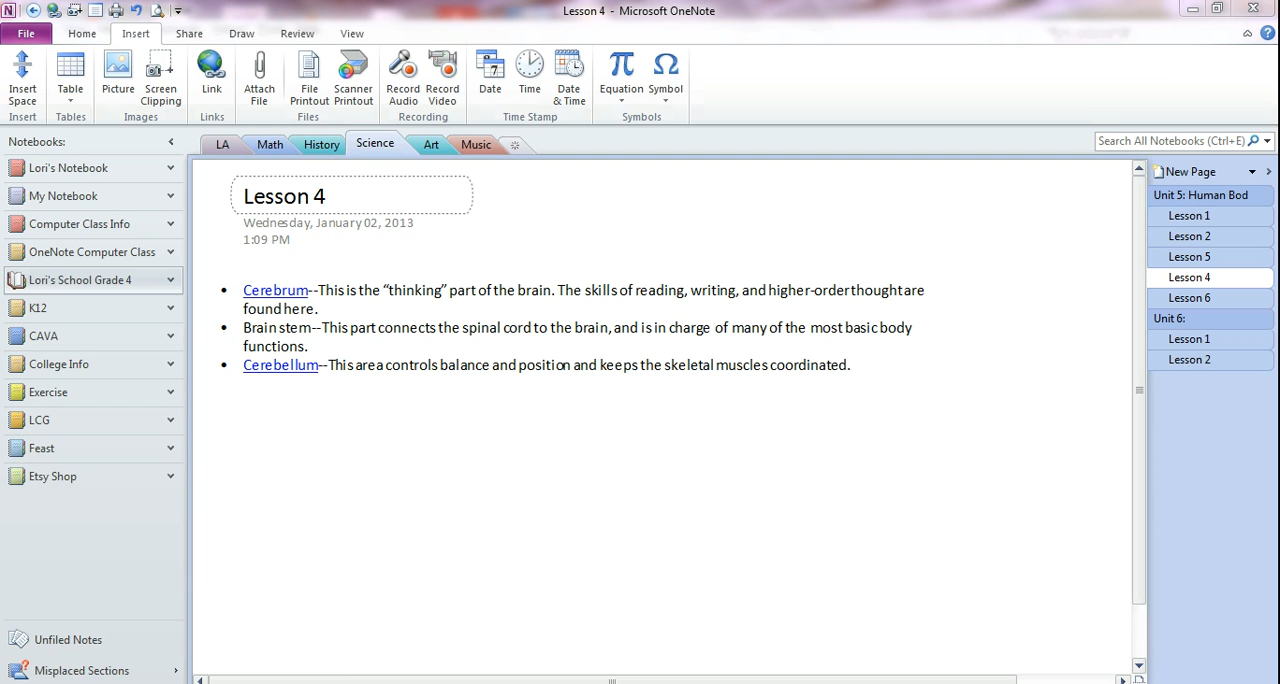 Lesson 4 - Microsoft OneNote
File Home Insert Share Draw Review View
Insert Space Table Picture Screen Clipping Link Attach File File Printout Scanner Printout Record Audio Record Video Date Time Date & Time Equation Symbol
Insert Tables Images Links Files Recording Time Stamp Symbols
Notebooks:
LA Math History Science Art Music
Search All Notebooks (Ctrl+E)
Lori's Notebook
My Notebook
Computer Class Info
OneNote Computer Class
Lori's School Grade 4
K12
CAVA
College Info
Exercise
LCG
Feast
Etsy Shop
Unfiled Notes
Misplaced Sections
Lesson 4
Wednesday, January 02, 2013
1:09 PM
• Cerebrum--This is the “thinking” part of the brain. The skills of reading, writing, and higher-order thought are
found here.
• Brain stem--This part connects the spinal cord to the brain, and is in charge of many of the most basic body
functions.
• Cerebellum--This area controls balance and position and keeps the skeletal muscles coordinated.
New Page
Unit 5: Human Bod
Lesson 1
Lesson 2
Lesson 5
Lesson 4
Lesson 6
Unit 6:
Lesson 1
Lesson 2